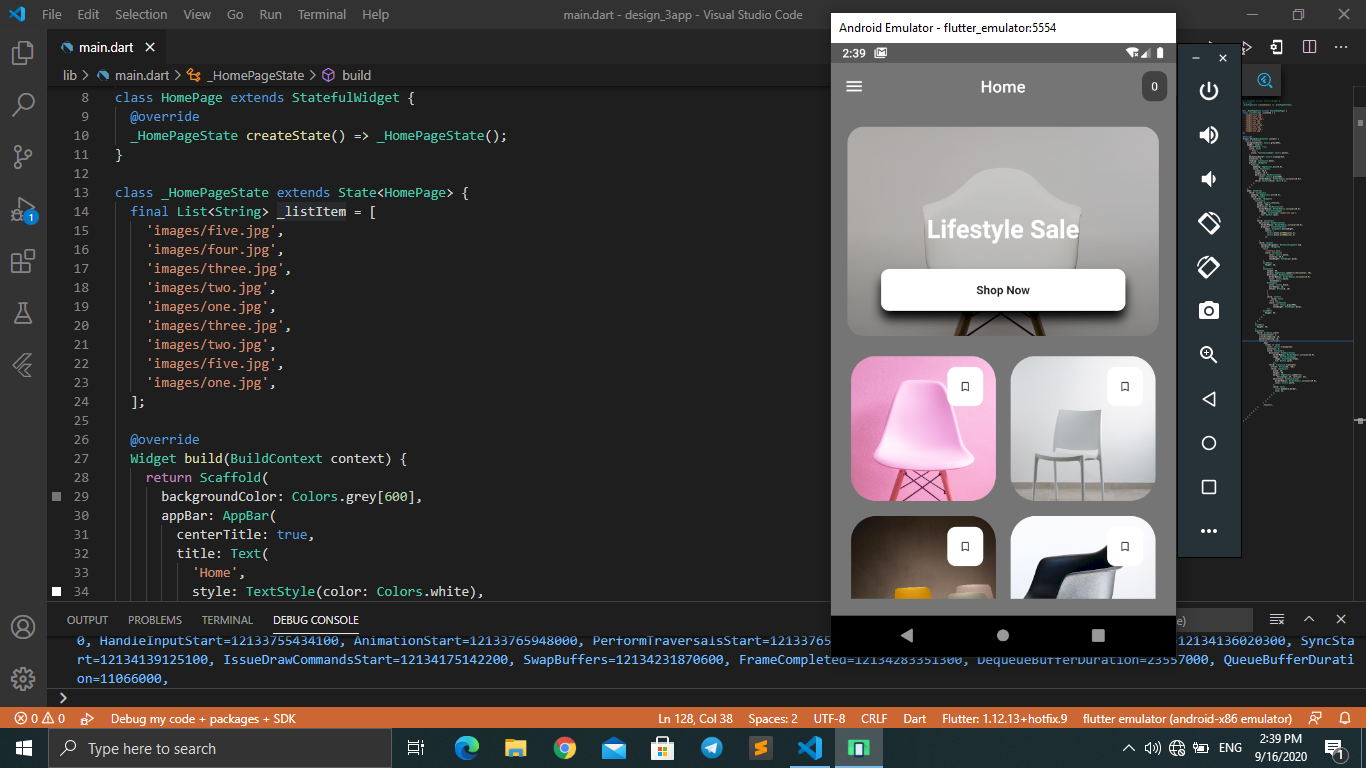 File Edit Selection View Go Run Terminal Help
main.dart - design_3app - Visual Studio Code
main.dart
lib > main.dart > _HomePageState > build
8 class HomePage extends StatefulWidget {
9 @override
10 _HomePageState createState() => _HomePageState();
11 }
12
13 class _HomePageState extends State<HomePage> {
14 final List<String> _listItem = [
15 'images/five.jpg',
16 'images/four.jpg',
17 'images/three.jpg',
18 'images/two.jpg',
19 'images/one.jpg',
20 'images/three.jpg',
21 'images/two.jpg',
22 'images/five.jpg',
23 'images/one.jpg',
24 ];
25
26 @override
27 Widget build(BuildContext context) {
28 return Scaffold(
29 backgroundColor: Colors.grey[600],
30 appBar: AppBar(
31 centerTitle: true,
32 title: Text(
33 'Home',
34 style: TextStyle(color: Colors.white),
1
Android Emulator - flutter_emulator:5554
2:39
Home
0
Lifestyle Sale
Shop Now
OUTPUT PROBLEMS TERMINAL DEBUG CONSOLE
0, HandleInputStart=12133755434100, AnimationStart=12133765948000, PerformTraversalsStart=1213376 12134136020300, SyncSta
rt=12134139125100, IssueDrawCommandsStart=12134175142200, SwapBuffers=12134231870600, FrameCompleted=12134283351300, DequeueBufferDuration=23557000, QueueBufferDurati
on=11066000,
0 0 Debug my code + packages + SDK Ln 128, Col 38 Spaces: 2 UTF-8 CRLF Dart Flutter: 1.12.13+hotfix.9 flutter emulator (android-x86 emulator)
Type here to search
ENG
2:39 PM
9/16/2020
1